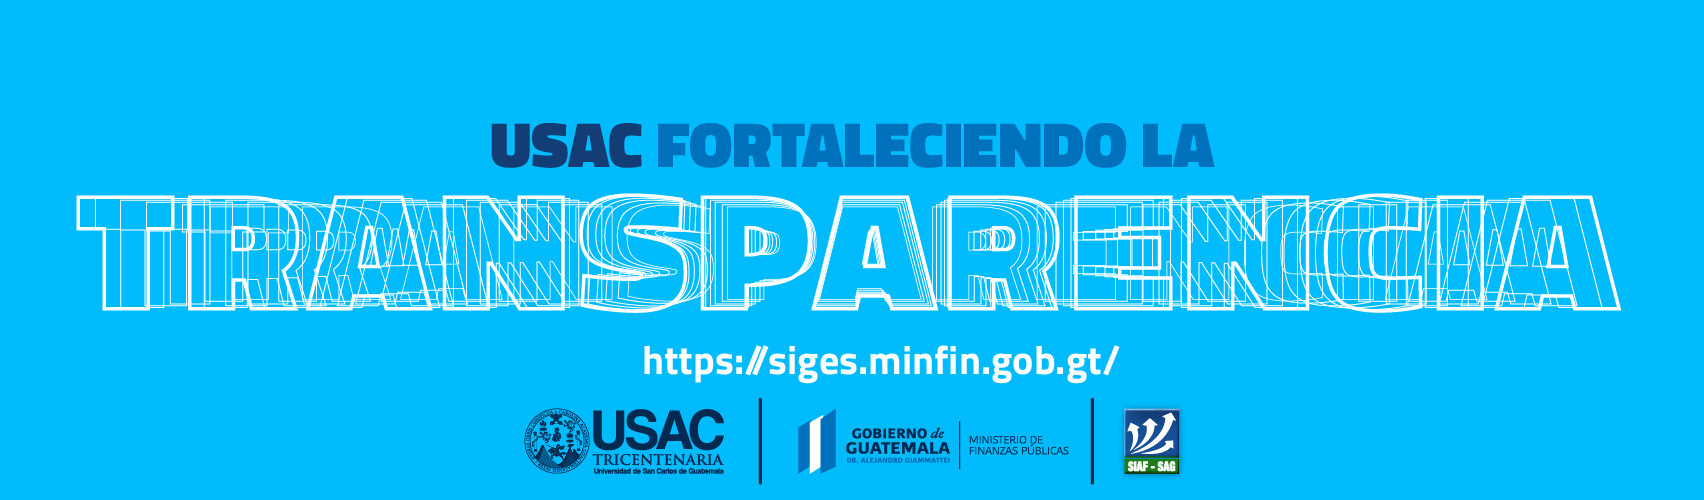 USAC FORTALECIENDO LA
TRANSPARENCIA
https://siges.minfin.gob.gt/
USAC
TRICENTENARIA
Universidad de San Carlos de Guatemala
GOBIERNO de
GUATEMALA
DR. ALEJANDRO GIAMMATTEI
MINISTERIO DE
FINANZAS PÚBLICAS
SIAF - SAG